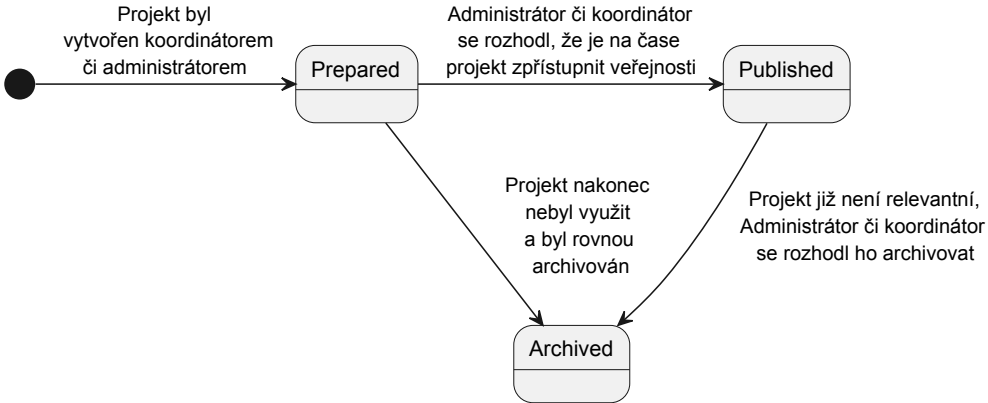 Projekt byl
vytvořen koordinátorem
či administrátorem
Prepared
Administrátor či koordinátor
se rozhodl, že je na čase
projekt zpřístupnit veřejnosti
Published
Projekt nakonec
nebyl využit
a byl rovnou
archivován
Projekt již není relevantní,
Administrátor či koordinátor
se rozhodl ho archivovat
Archived